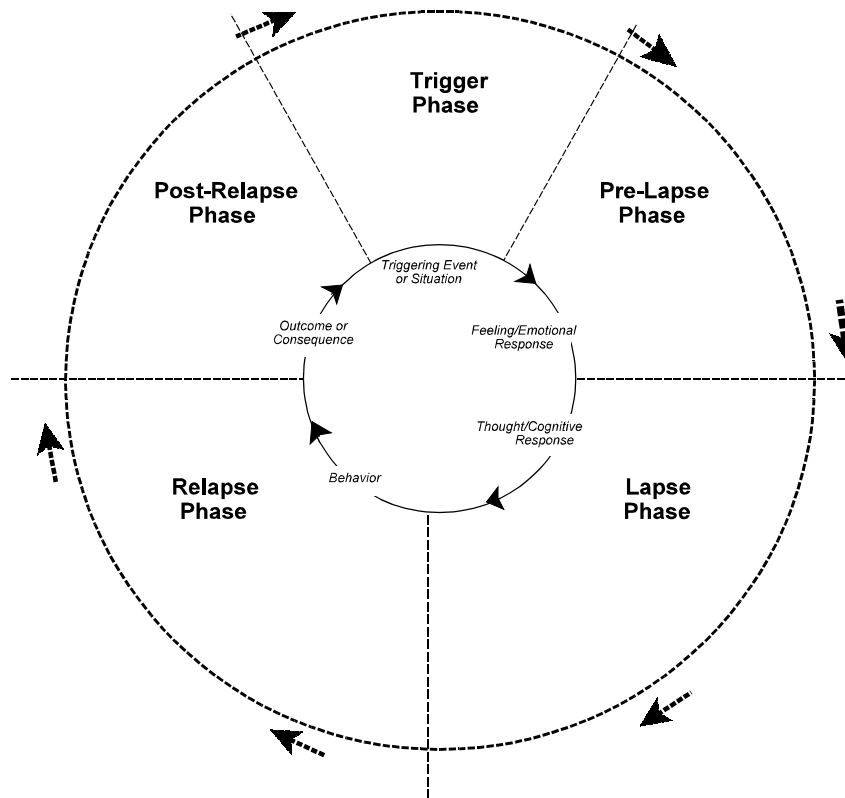 Trigger
Phase
Post-Relapse
Phase
Pre-Lapse
Phase
Triggering Event
or Situation
Outcome or
Consequence
Feeling/Emotional
Response
Thought/Cognitive
Response
Behavior
Relapse
Phase
Lapse
Phase